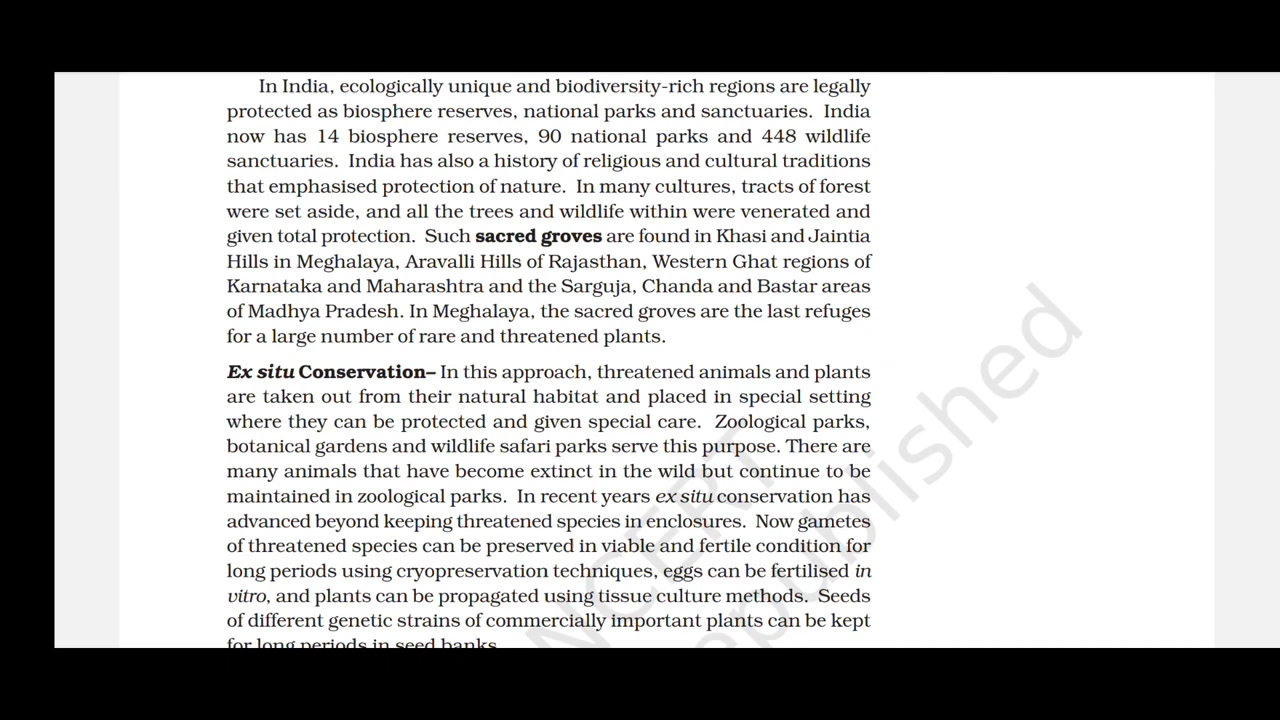 In India, ecologically unique and biodiversity-rich regions are legally
protected as biosphere reserves, national parks and sanctuaries. India
now has 14 biosphere reserves, 90 national parks and 448 wildlife
sanctuaries. India has also a history of religious and cultural traditions
that emphasised protection of nature. In many cultures, tracts of forest
were set aside, and all the trees and wildlife within were venerated and
given total protection. Such sacred groves are found in Khasi and Jaintia
Hills in Meghalaya, Aravalli Hills of Rajasthan, Western Ghat regions of
Karnataka and Maharashtra and the Sarguja, Chanda and Bastar areas
of Madhya Pradesh. In Meghalaya, the sacred groves are the last refuges
for a large number of rare and threatened plants.
Ex situ Conservation– In this approach, threatened animals and plants
are taken out from their natural habitat and placed in special setting
where they can be protected and given special care. Zoological parks,
botanical gardens and wildlife safari parks serve this purpose. There are
many animals that have become extinct in the wild but continue to be
maintained in zoological parks. In recent years ex situ conservation has
advanced beyond keeping threatened species in enclosures. Now gametes
of threatened species can be preserved in viable and fertile condition for
long periods using cryopreservation techniques, eggs can be fertilised in
vitro, and plants can be propagated using tissue culture methods. Seeds
of different genetic strains of commercially important plants can be kept
for long periods in seed banks.
NCERT
republished